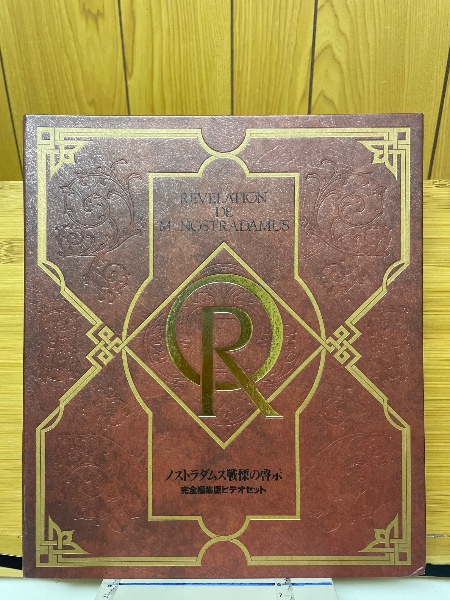 REVELATION
DE
M. NOSTRADAMUS
R
ノストラダムス戦慄の啓示
完全編集版ビデオセット